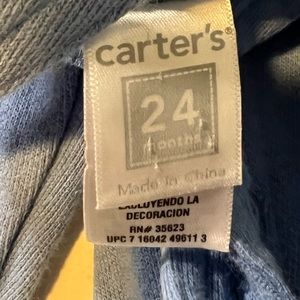 carter's®
24
months
Made in China
EXCLUYENDO LA
DECORACION
RN# 35623
UPC 7 16042 49611 3